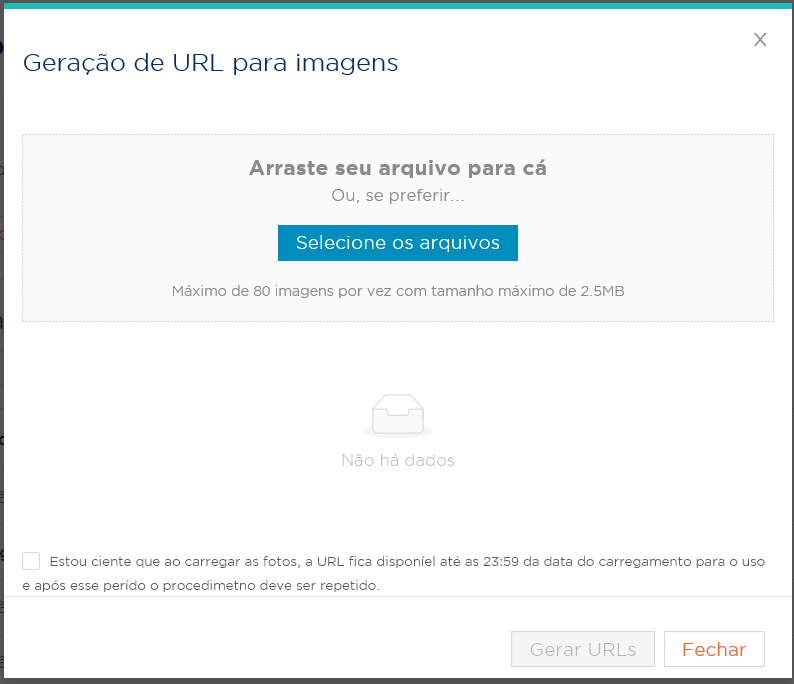 X
Geração de URL para imagens
Arraste seu arquivo para cá
Ou, se preferir...
Selecione os arquivos
Máximo de 80 imagens por vez com tamanho máximo de 2.5MB
Não há dados
Estou ciente que ao carregar as fotos, a URL fica disponíel até as 23:59 da data do carregamento para o uso
e após esse perído o procedimetno deve ser repetido.
Gerar URLs
Fechar